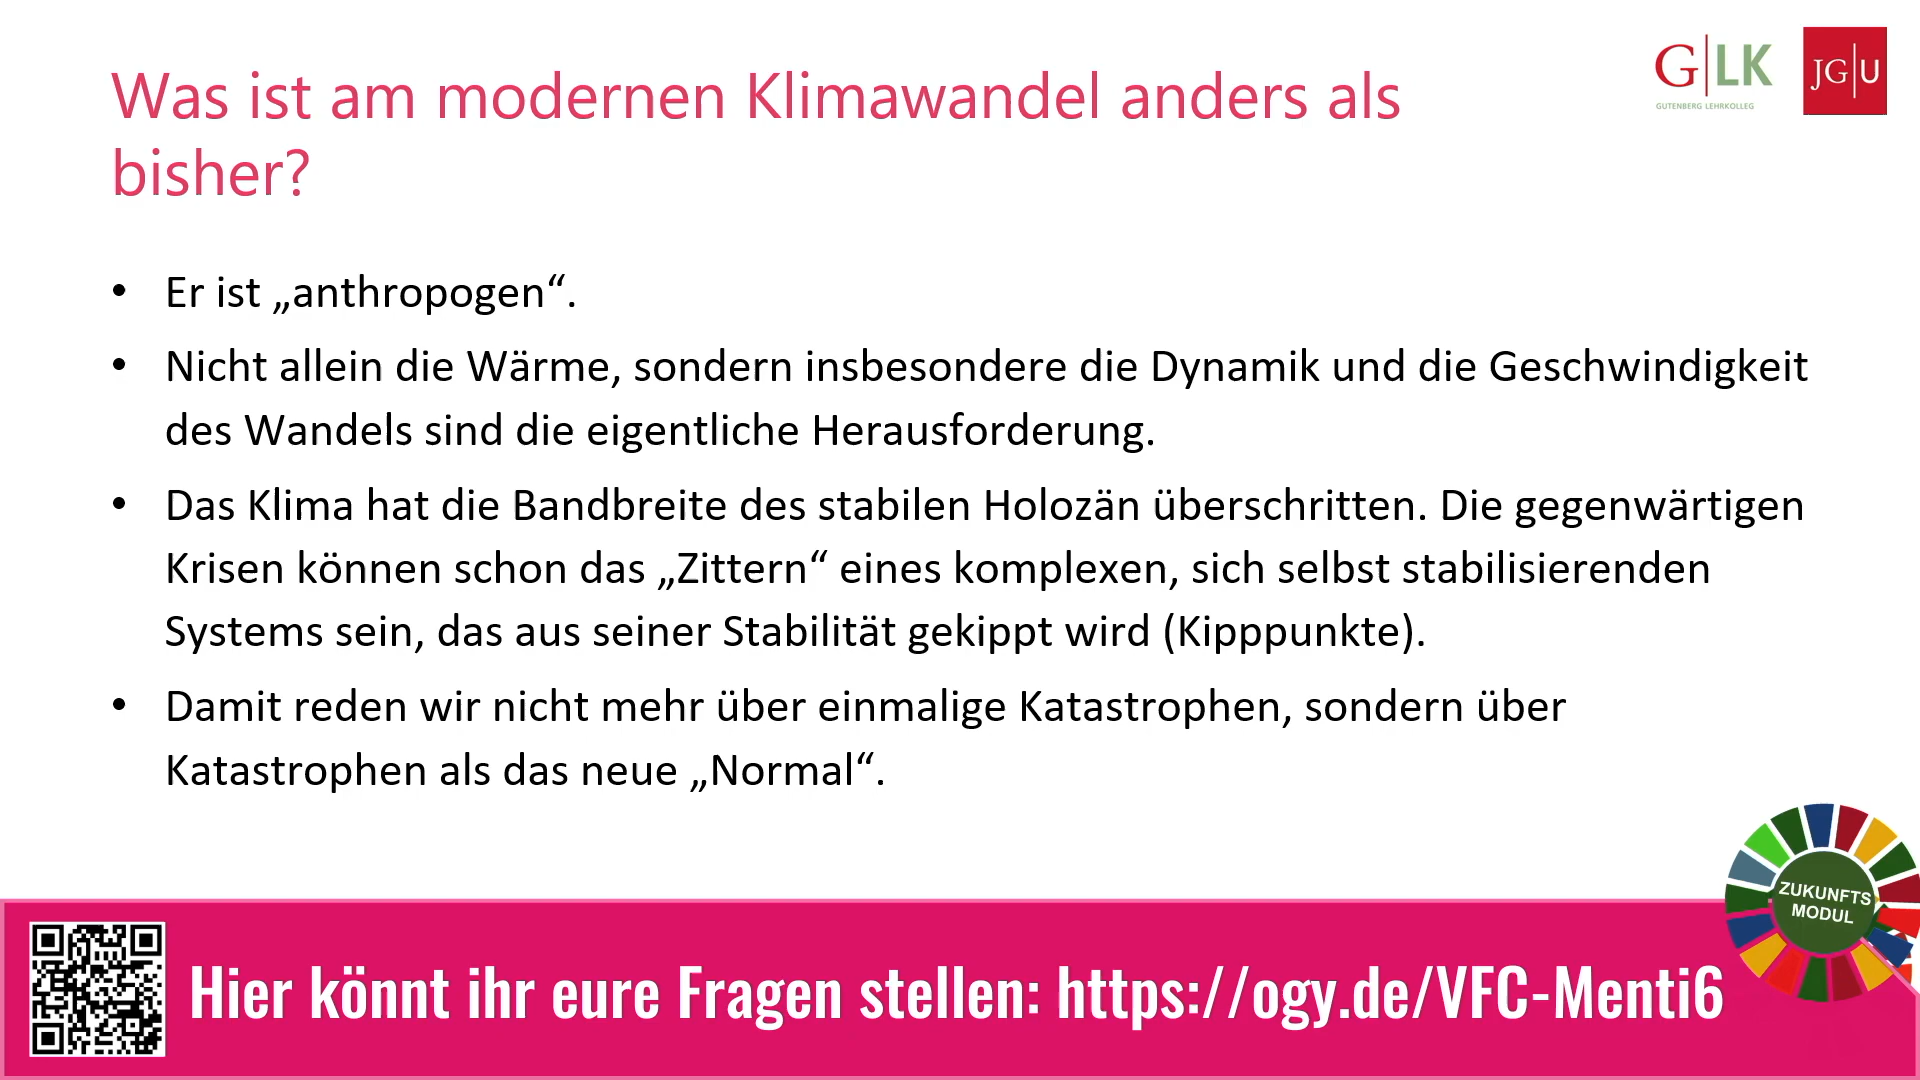 Was ist am modernen Klimawandel anders als
bisher?
G|LK
GUTENBERG LEHRKOLLEG
JG|U
• Er ist „anthropogen“.
• Nicht allein die Wärme, sondern insbesondere die Dynamik und die Geschwindigkeit
des Wandels sind die eigentliche Herausforderung.
• Das Klima hat die Bandbreite des stabilen Holozän überschritten. Die gegenwärtigen
Krisen können schon das „Zittern“ eines komplexen, sich selbst stabilisierenden
Systems sein, das aus seiner Stabilität gekippt wird (Kipppunkte).
• Damit reden wir nicht mehr über einmalige Katastrophen, sondern über
Katastrophen als das neue „Normal“.
ZUKUNFTS
MODUL
Hier könnt ihr eure Fragen stellen: https://ogy.de/VFC-Menti6